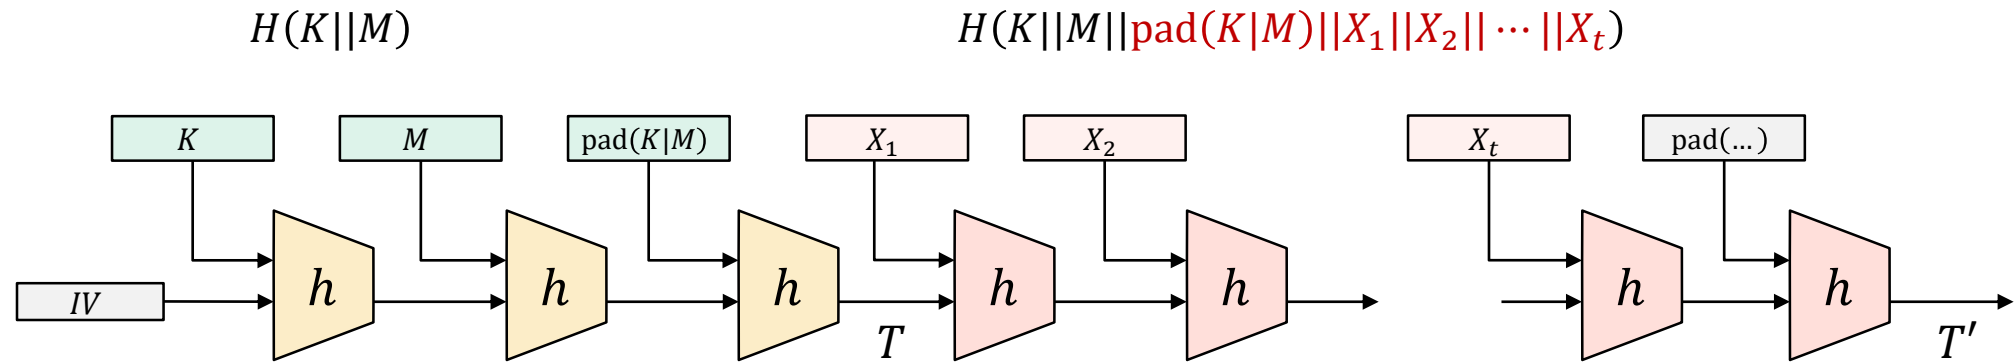 H(K||M)
H(K||M||pad(K|M)||X₁||X₂||⋯||Xₜ)
K
M
pad(K|M)
X₁
X₂
Xₜ
pad(…)
IV
h
h
h
h
h
h
h
T
T′